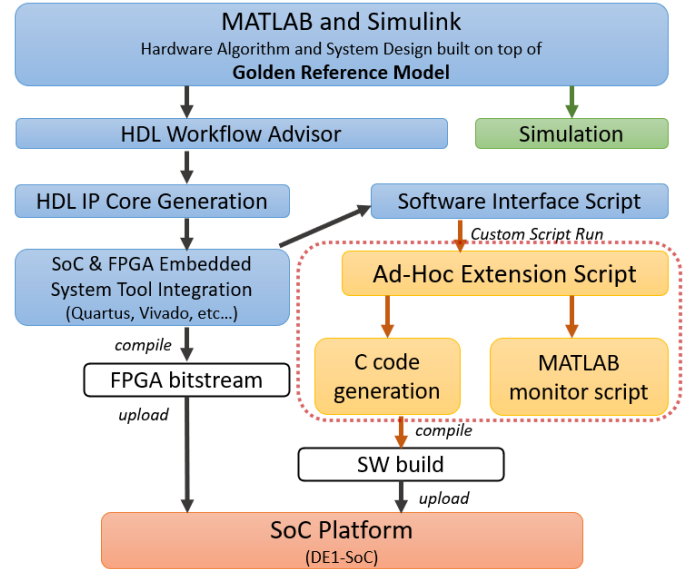 MATLAB and Simulink
Hardware Algorithm and System Design built on top of
Golden Reference Model
HDL Workflow Advisor
Simulation
HDL IP Core Generation
Software Interface Script
Custom Script Run
SoC & FPGA Embedded
System Tool Integration
(Quartus, Vivado, etc…)
Ad-Hoc Extension Script
compile
FPGA bitstream
upload
C code
generation
MATLAB
monitor script
compile
SW build
upload
SoC Platform
(DE1-SoC)